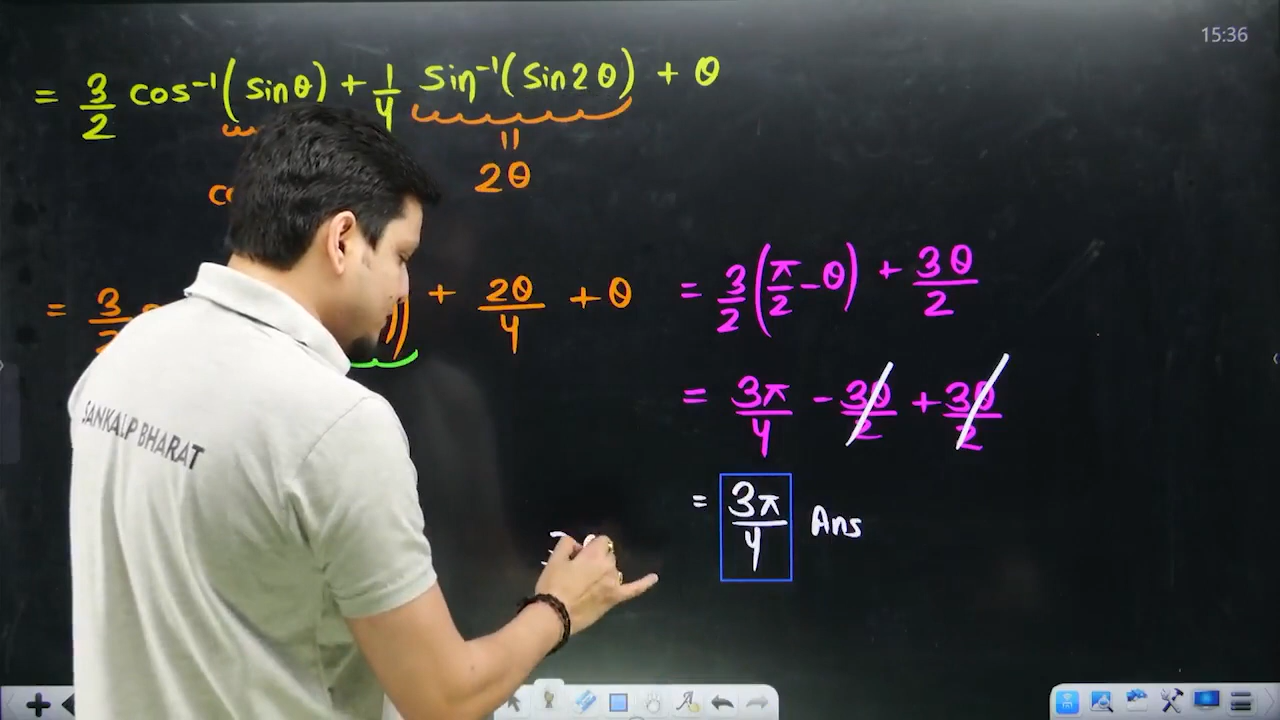 15:36
= 3/2 cos⁻¹(sinθ) + 1/4 sin⁻¹(sin2θ) + θ
=
2θ
= 3/ + 2θ/4 + θ
= 3/2 (π/2 - θ) + 3θ/2
= 3π/4 - 3θ/2 + 3θ/2
= 3π/4 Ans
SANKALP BHARAT